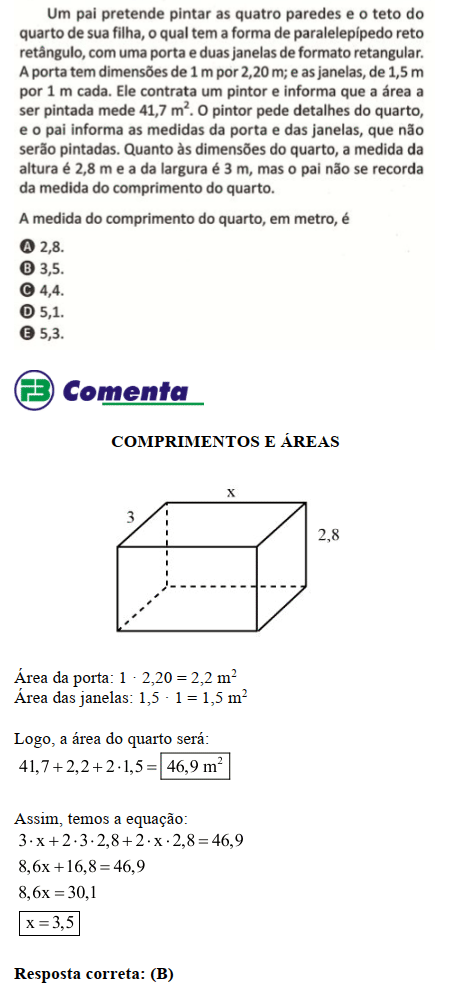 Um pai pretende pintar as quatro paredes e o teto do
quarto de sua filha, o qual tem a forma de paralelepípedo reto
retângulo, com uma porta e duas janelas de formato retangular.
A porta tem dimensões de 1 m por 2,20 m; e as janelas, de 1,5 m
por 1 m cada. Ele contrata um pintor e informa que a área a
ser pintada mede 41,7 m². O pintor pede detalhes do quarto,
e o pai informa as medidas da porta e das janelas, que não
serão pintadas. Quanto às dimensões do quarto, a medida da
altura é 2,8 m e a da largura é 3 m, mas o pai não se recorda
da medida do comprimento do quarto.
A medida do comprimento do quarto, em metro, é
A 2,8.
B 3,5.
C 4,4.
D 5,1.
E 5,3.
FB Comenta
COMPRIMENTOS E ÁREAS
x
3
2,8
Área da porta: 1 · 2,20 = 2,2 m²
Área das janelas: 1,5 · 1 = 1,5 m²
Logo, a área do quarto será:
41,7 + 2,2 + 2 · 1,5 = 46,9 m²
Assim, temos a equação:
3 · x + 2 · 3 · 2,8 + 2 · x · 2,8 = 46,9
8,6x + 16,8 = 46,9
8,6x = 30,1
x = 3,5
Resposta correta: (B)